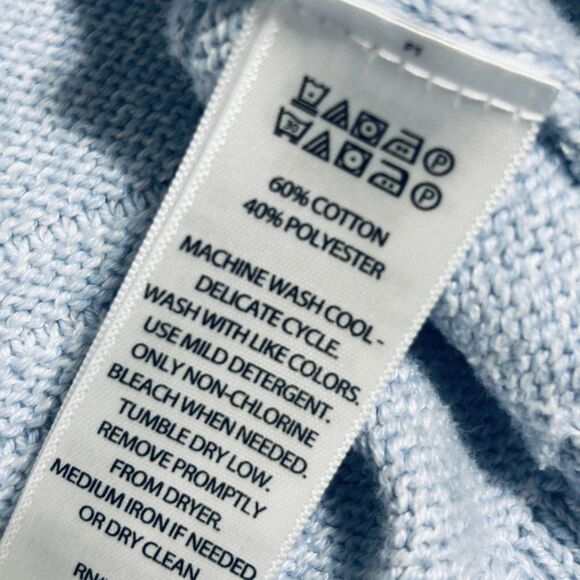 30
P
P
60% COTTON
40% POLYESTER
MACHINE WASH COOL -
DELICATE CYCLE.
WASH WITH LIKE COLORS.
USE MILD DETERGENT.
ONLY NON-CHLORINE
BLEACH WHEN NEEDED.
TUMBLE DRY LOW.
REMOVE PROMPTLY
FROM DRYER.
MEDIUM IRON IF NEEDED
OR DRY CLEAN.